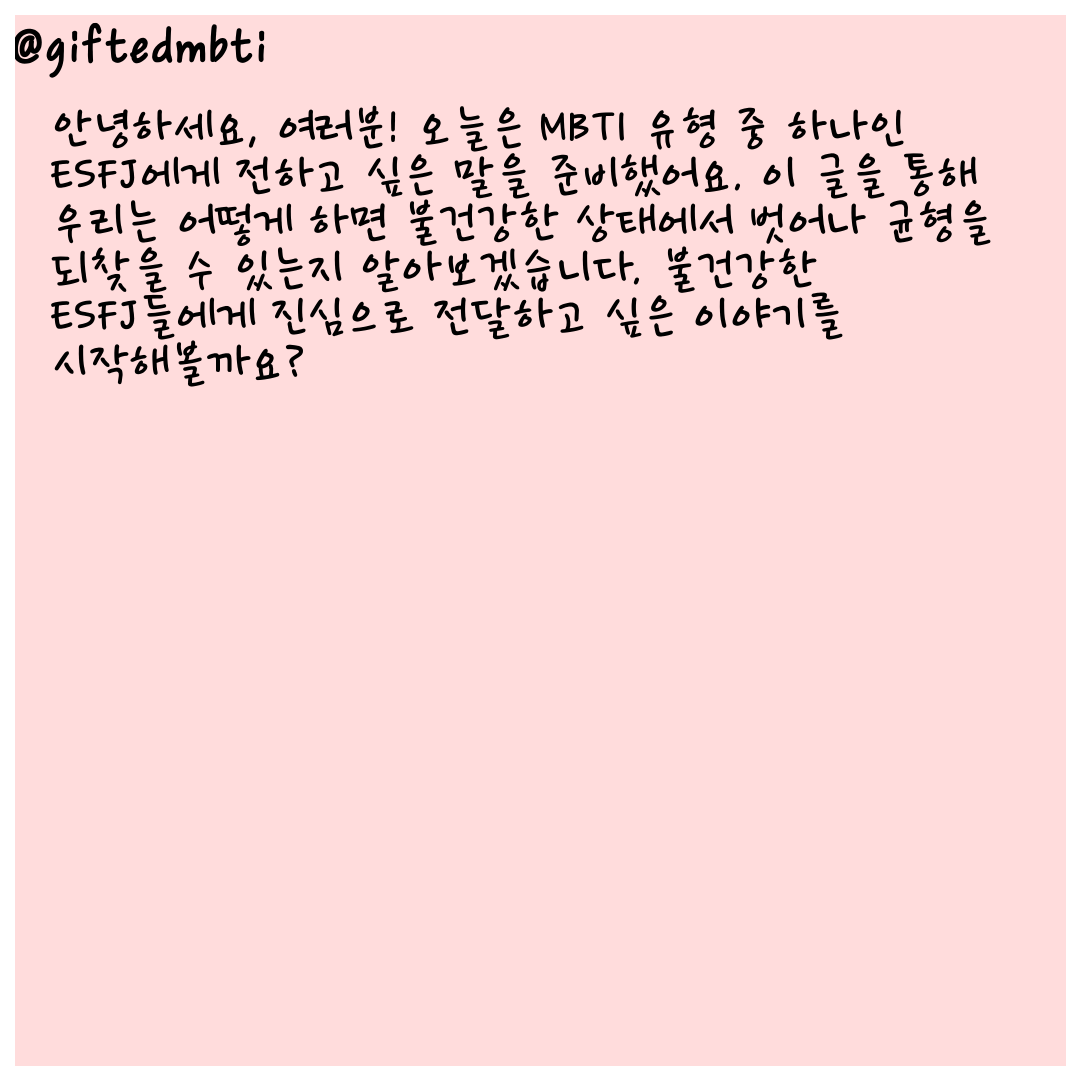 @giftedmbti
안녕하세요, 여러분! 오늘은 MBTI 유형 중 하나인
ESFJ에게 전하고 싶은 말을 준비했어요. 이 글을 통해
우리는 어떻게 하면 불건강한 상태에서 벗어나 균형을
되찾을 수 있는지 알아보겠습니다. 불건강한
ESFJ들에게 진심으로 전달하고 싶은 이야기를
시작해볼까요?